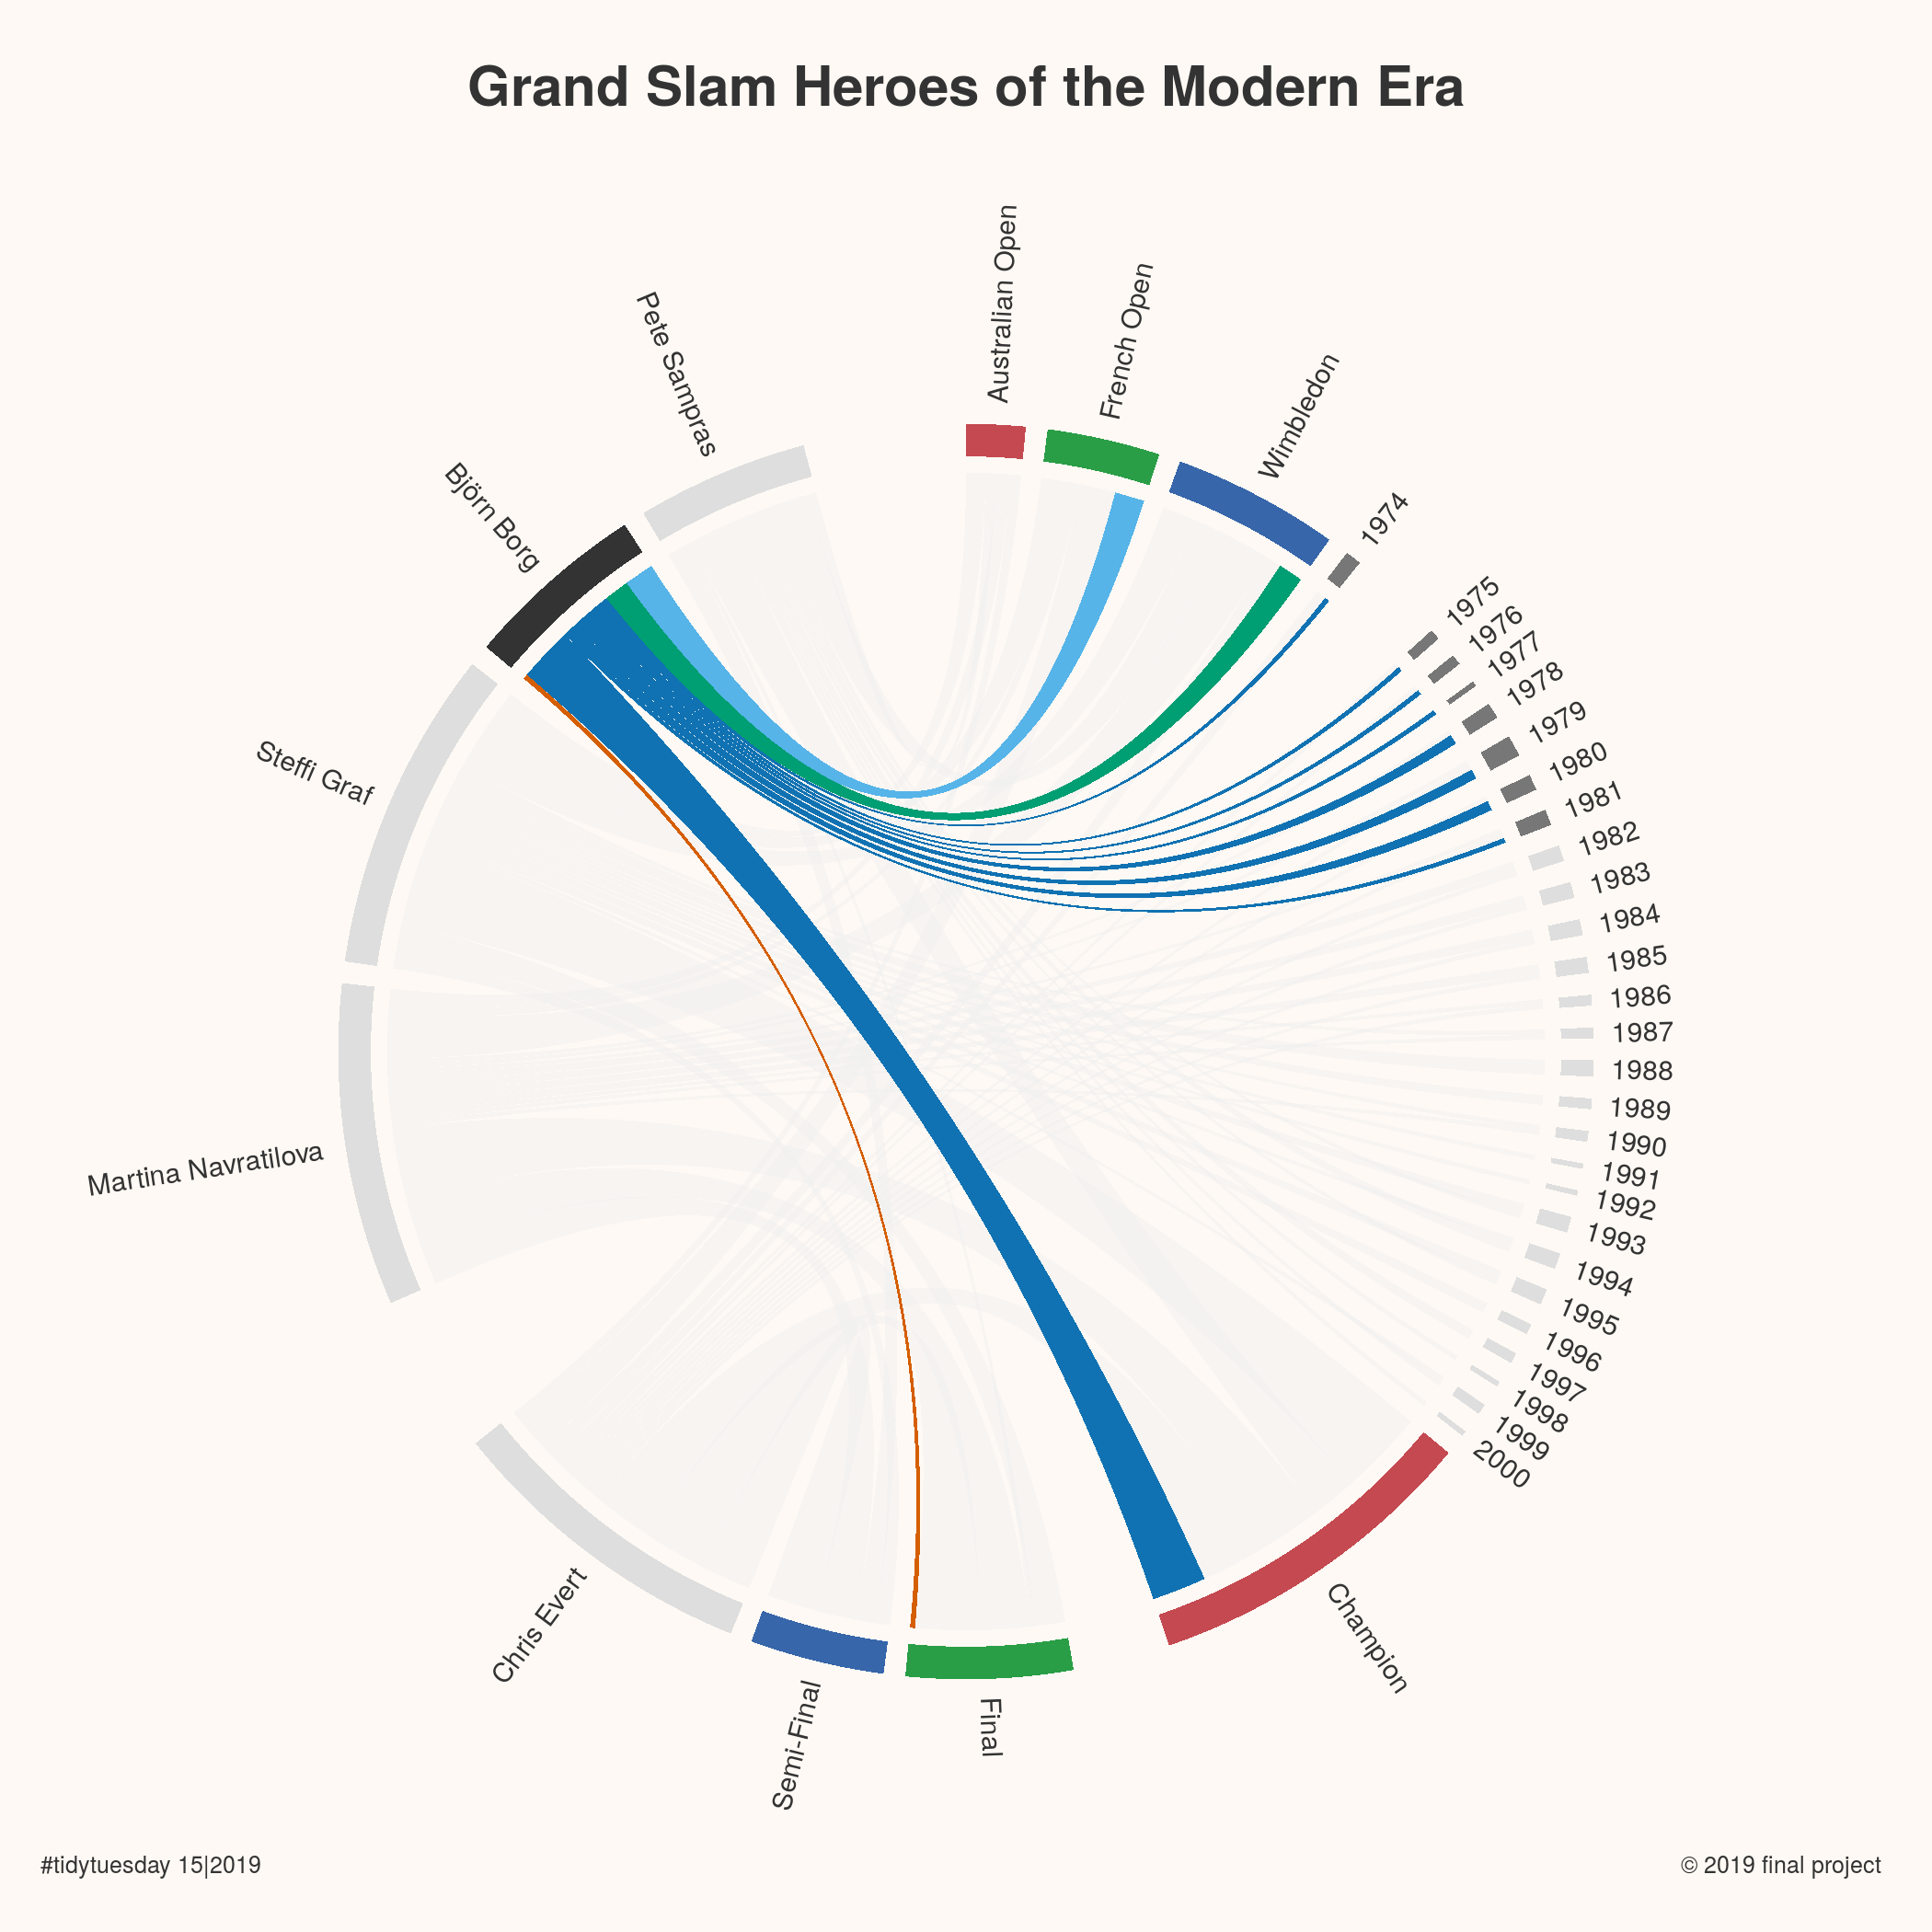 Grand Slam Heroes of the Modern Era
Australian Open
French Open
Wimbledon
1974
1975
1976
1977
1978
1979
1980
1981
1982
1983
1984
1985
1986
1987
1988
1989
1990
1991
1992
1993
1994
1995
1996
1997
1998
1999
2000
Champion
Final
Semi-Final
Chris Evert
Martina Navratilova
Steffi Graf
Björn Borg
Pete Sampras
#tidytuesday 15|2019
© 2019 final project